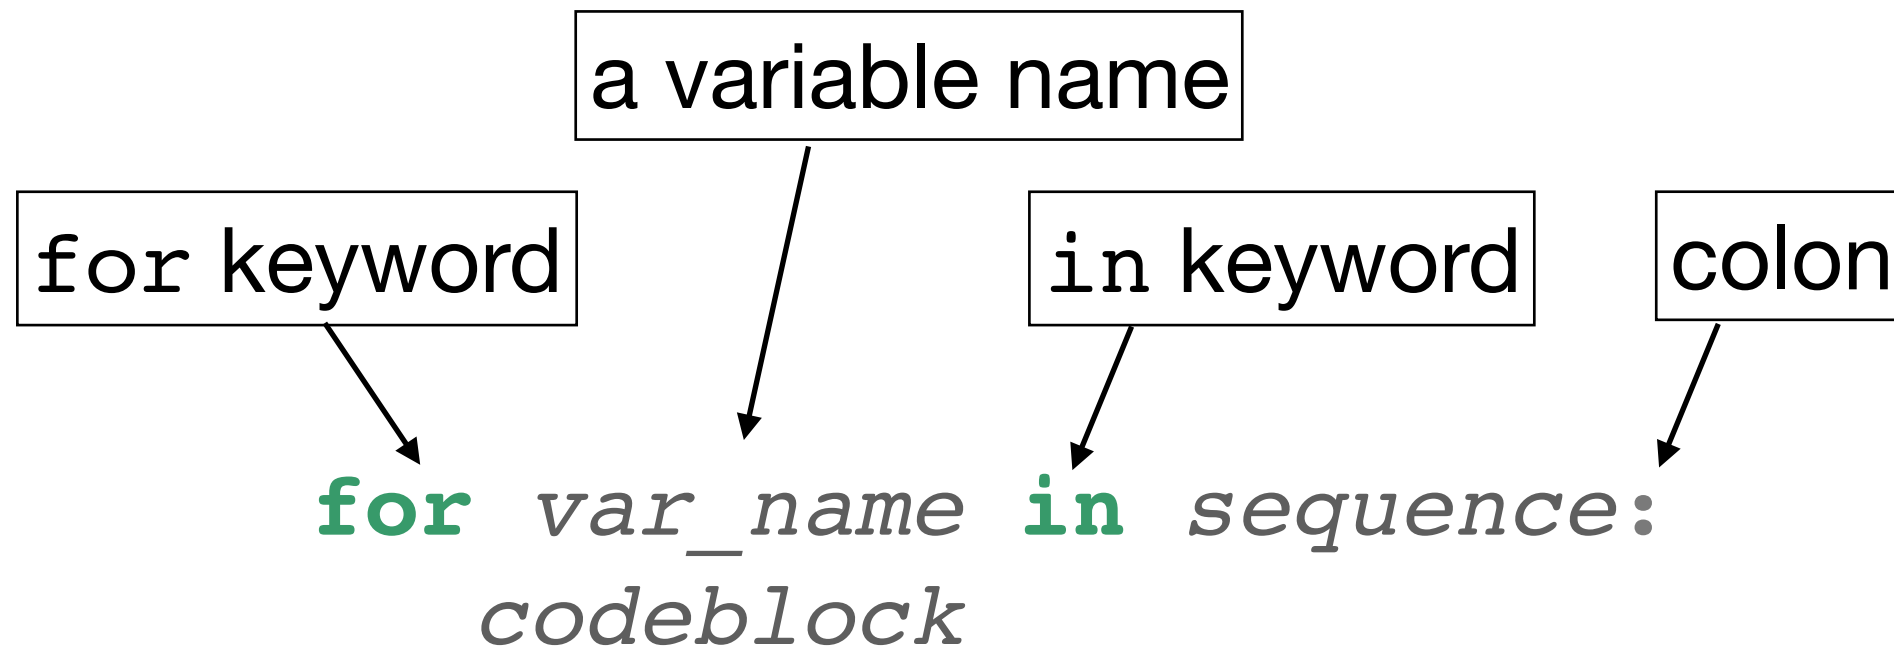 a variable name
for keyword
in keyword
colon
for var_name in sequence:
codeblock